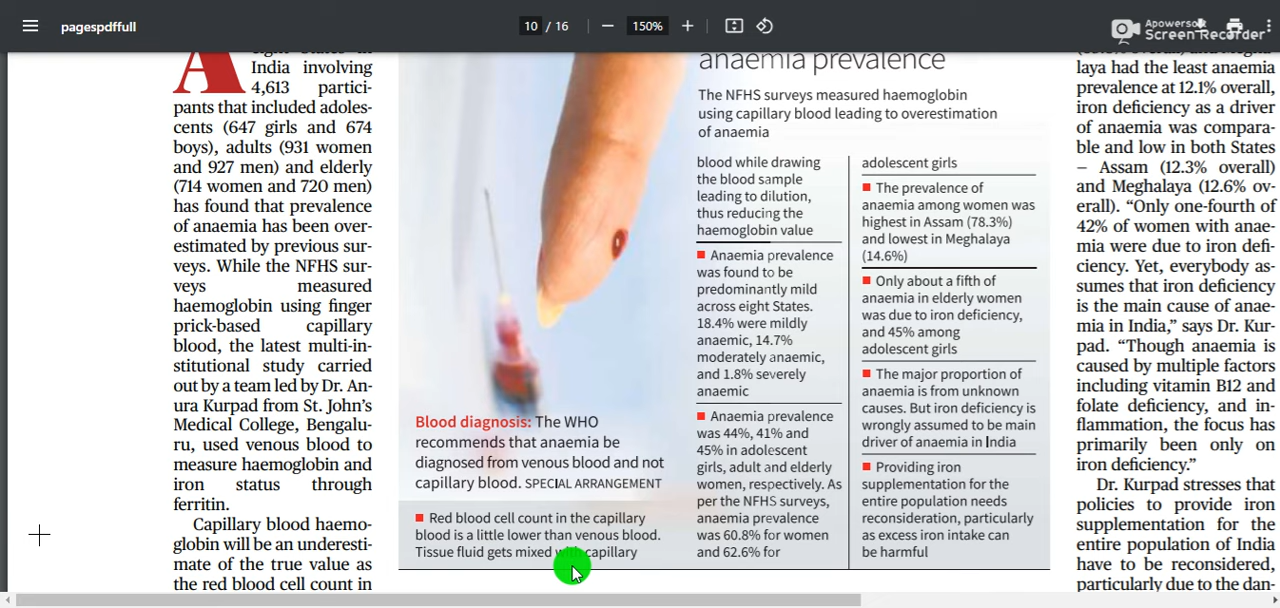 pagespdffull
10 / 16
150%
Apowersoft
Screen Recorder
eight States in
A
India involving
4,613 partici-
pants that included adoles-
cents (647 girls and 674
boys), adults (931 women
and 927 men) and elderly
(714 women and 720 men)
has found that prevalence
of anaemia has been over-
estimated by previous sur-
veys. While the NFHS sur-
veys measured
haemoglobin using finger
prick-based capillary
blood, the latest multi-in-
stitutional study carried
out by a team led by Dr. An-
ura Kurpad from St. John's
Medical College, Bengalu-
ru, used venous blood to
measure haemoglobin and
iron status through
ferritin.
Capillary blood haemo-
globin will be an underesti-
mate of the true value as
the red blood cell count in
anaemia prevalence
The NFHS surveys measured haemoglobin
using capillary blood leading to overestimation
of anaemia
Blood diagnosis: The WHO
recommends that anaemia be
diagnosed from venous blood and not
capillary blood. SPECIAL ARRANGEMENT
Red blood cell count in the capillary
blood is a little lower than venous blood.
Tissue fluid gets mixed with capillary
blood while drawing
the blood sample
leading to dilution,
thus reducing the
haemoglobin value
Anaemia prevalence
was found to be
predominantly mild
across eight States.
18.4% were mildly
anaemic, 14.7%
moderately anaemic,
and 1.8% severely
anaemic
Anaemia prevalence
was 44%, 41% and
45% in adolescent
girls, adult and elderly
women, respectively. As
per the NFHS surveys,
anaemia prevalence
was 60.8% for women
and 62.6% for
adolescent girls
The prevalence of
anaemia among women was
highest in Assam (78.3%)
and lowest in Meghalaya
(14.6%)
Only about a fifth of
anaemia in elderly women
was due to iron deficiency,
and 45% among
adolescent girls
The major proportion of
anaemia is from unknown
causes. But iron deficiency is
wrongly assumed to be main
driver of anaemia in India
Providing iron
supplementation for the
entire population needs
reconsideration, particularly
as excess iron intake can
be harmful
laya had the least anaemia
prevalence at 12.1% overall,
iron deficiency as a driver
of anaemia was compara-
ble and low in both States
– Assam (12.3% overall)
and Meghalaya (12.6% ov-
erall). "Only one-fourth of
42% of women with anae-
mia were due to iron defi-
ciency. Yet, everybody as-
sumes that iron deficiency
is the main cause of anae-
mia in India," says Dr. Kur-
pad. "Though anaemia is
caused by multiple factors
including vitamin B12 and
folate deficiency, and in-
flammation, the focus has
primarily been only on
iron deficiency."
Dr. Kurpad stresses that
policies to provide iron
supplementation for the
entire population of India
have to be reconsidered,
particularly due to the dan-